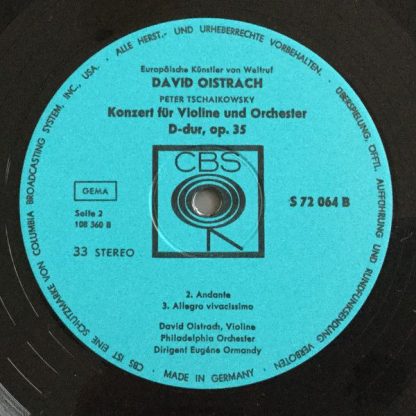 CBS IST EINE SCHUTZMARKE VON COLUMBIA BROADCASTING SYSTEM, INC., USA. · ALLE HERST.- UND URHEBERRECHTE VORBEHALTEN. · ÜBERSPIELUNG, ÖFFTL. AUFFÜHRUNG UND RUNDFUNKSENDUNG VERBOTEN
Europäische Künstler von Weltruf
DAVID OISTRACH
PETER TSCHAIKOWSKY
Konzert für Violine und Orchester
D-dur, op. 35
CBS
GEMA
S 72 064 B
Seite 2
108 360 B
33 STEREO
2. Andante
3. Allegro vivacissimo
David Oistrach, Violine
Philadelphia Orchester
Dirigent Eugéne Ormandy
· MADE IN GERMANY ·